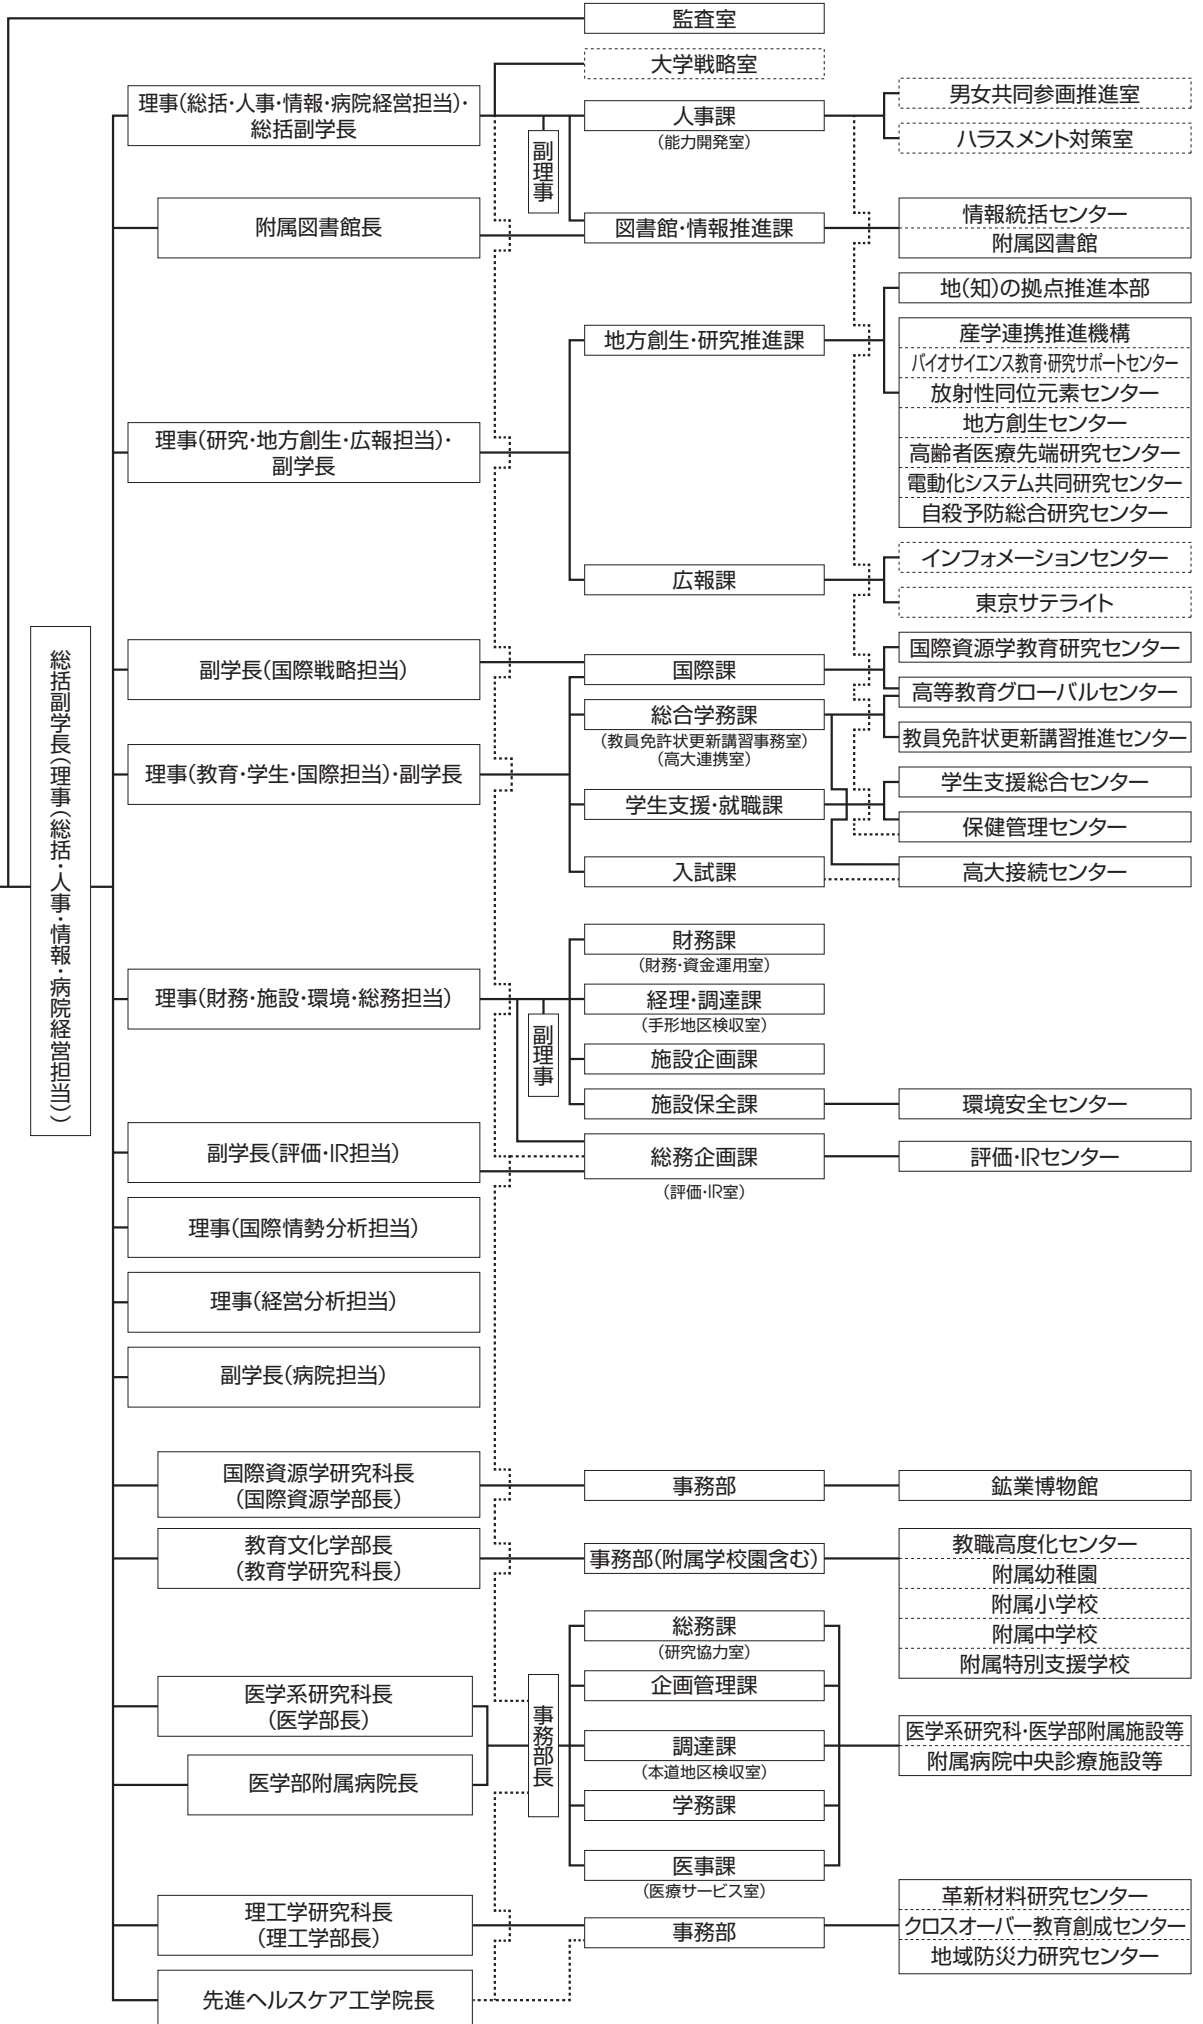 監査室
大学戦略室
理事(総括・人事・情報・病院経営担当)・
総括副学長
副理事
人事課
(能力開発室)
男女共同参画推進室
ハラスメント対策室
附属図書館長
図書館・情報推進課
情報統括センター
附属図書館
地(知)の拠点推進本部
地方創生・研究推進課
産学連携推進機構
バイオサイエンス教育・研究サポートセンター
放射性同位元素センター
地方創生センター
高齢者医療先端研究センター
電動化システム共同研究センター
自殺予防総合研究センター
理事(研究・地方創生・広報担当)・
副学長
広報課
インフォメーションセンター
東京サテライト
総括副学長(理事(総括・人事・情報・病院経営担当))
副学長(国際戦略担当)
国際課
国際資源学教育研究センター
高等教育グローバルセンター
総合学務課
(教員免許状更新講習事務室)
(高大連携室)
教員免許状更新講習推進センター
理事(教育・学生・国際担当)・副学長
学生支援・就職課
学生支援総合センター
保健管理センター
入試課
高大接続センター
財務課
(財務・資金運用室)
理事(財務・施設・環境・総務担当)
副理事
経理・調達課
(手形地区検収室)
施設企画課
施設保全課
環境安全センター
副学長(評価・IR担当)
総務企画課
(評価・IR室)
評価・IRセンター
理事(国際情勢分析担当)
理事(経営分析担当)
副学長(病院担当)
国際資源学研究科長
(国際資源学部長)
事務部
鉱業博物館
教育文化学部長
(教育学研究科長)
事務部(附属学校園含む)
教職高度化センター
附属幼稚園
附属小学校
附属中学校
附属特別支援学校
総務課
(研究協力室)
企画管理課
医学系研究科長
(医学部長)
医学部附属病院長
事務部長
調達課
(本道地区検収室)
学務課
医事課
(医療サービス室)
医学系研究科・医学部附属施設等
附属病院中央診療施設等
理工学研究科長
(理工学部長)
事務部
革新材料研究センター
クロスオーバー教育創成センター
地域防災力研究センター
先進ヘルスケア工学院長